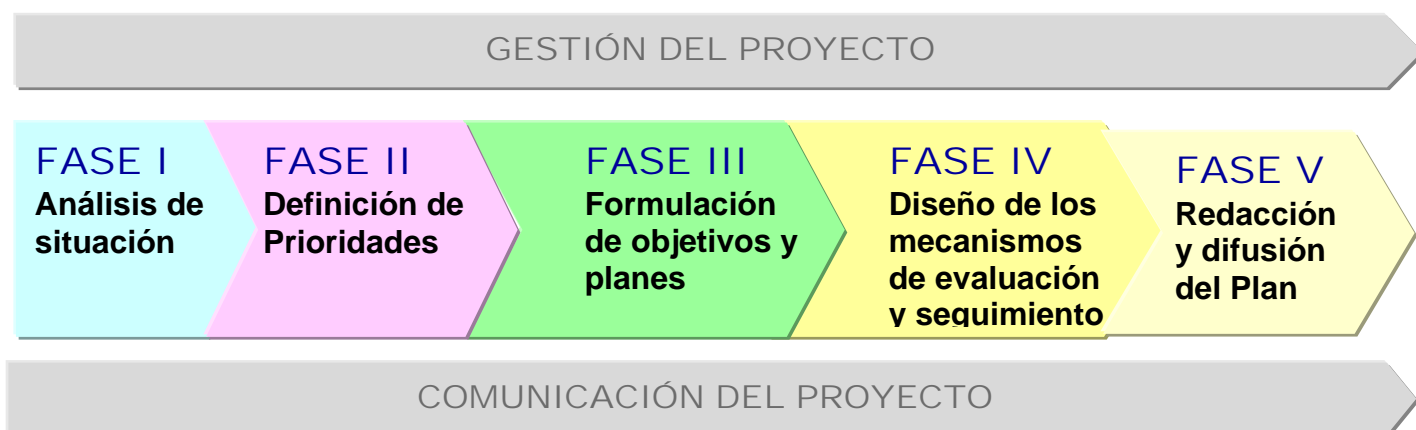 GESTIÓN DEL PROYECTO
FASE I
Análisis de
situación
FASE II
Definición de
Prioridades
FASE III
Formulación
de objetivos y
planes
FASE IV
Diseño de los
mecanismos
de evaluación
y seguimiento
FASE V
Redacción
y difusión
del Plan
COMUNICACIÓN DEL PROYECTO